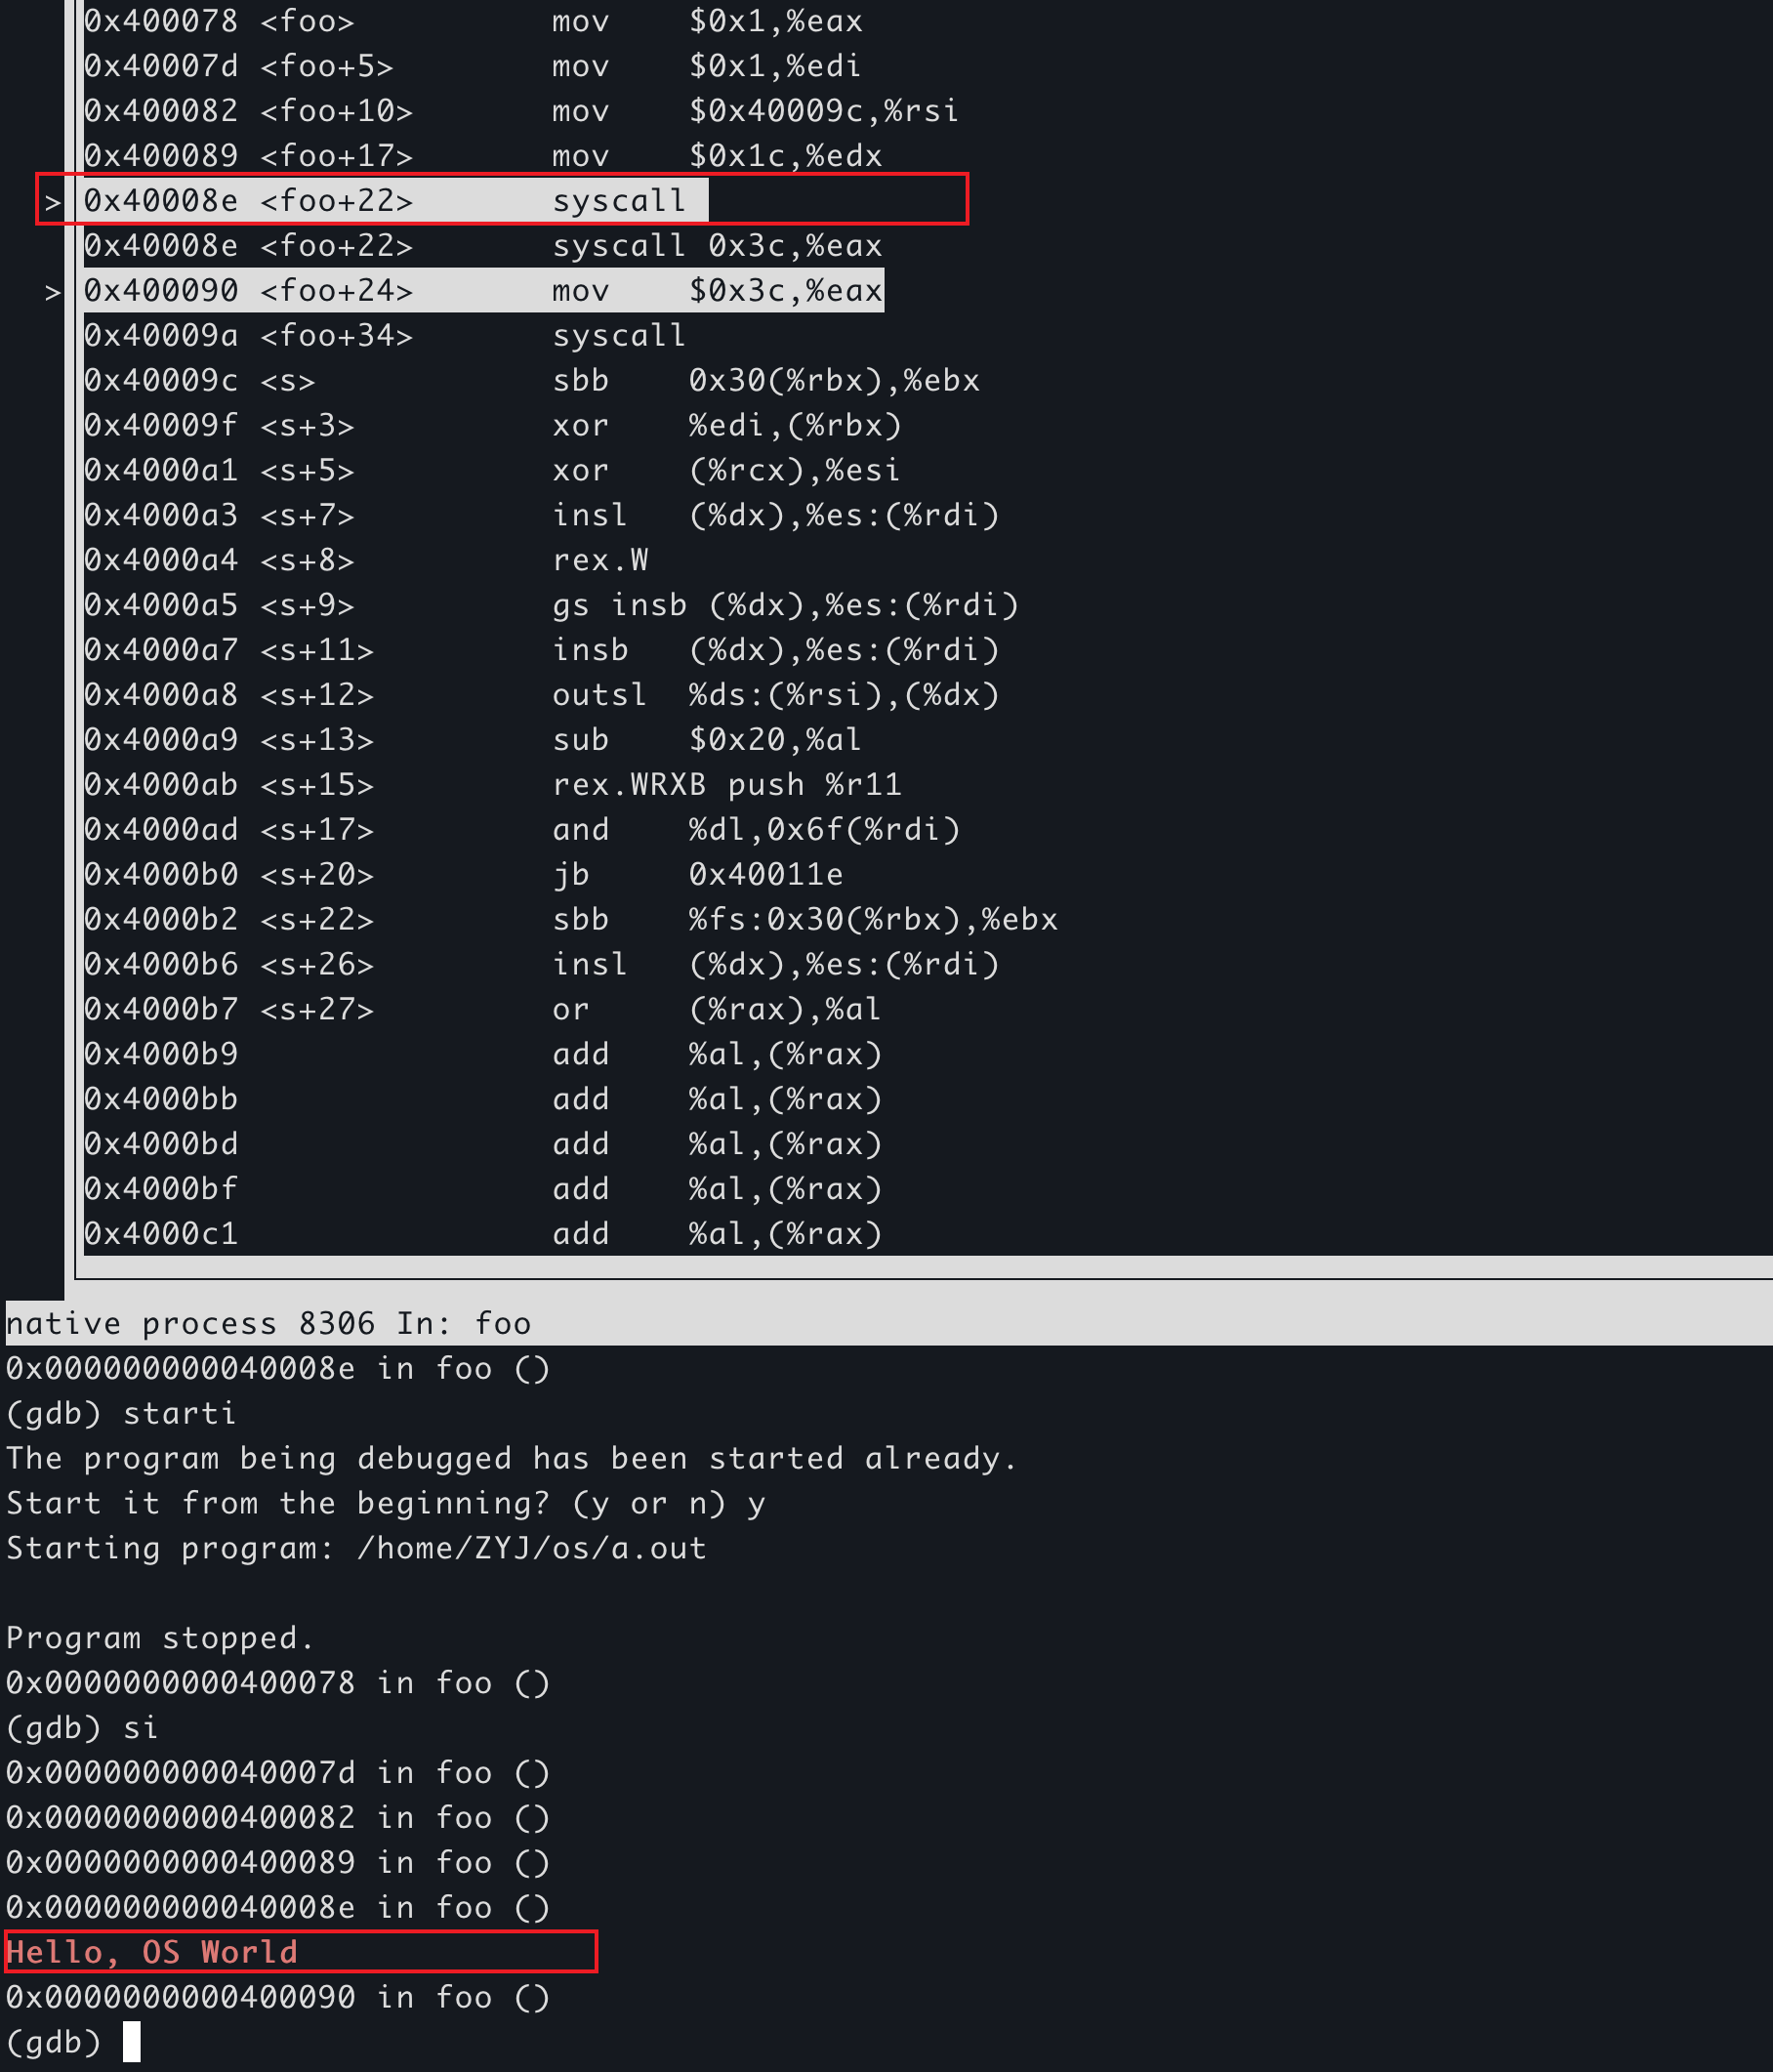 0x400078 <foo> mov $0x1,%eax
0x40007d <foo+5> mov $0x1,%edi
0x400082 <foo+10> mov $0x40009c,%rsi
0x400089 <foo+17> mov $0x1c,%edx
> 0x40008e <foo+22> syscall
0x40008e <foo+22> syscall 0x3c,%eax
> 0x400090 <foo+24> mov $0x3c,%eax
0x40009a <foo+34> syscall
0x40009c <s> sbb 0x30(%rbx),%ebx
0x40009f <s+3> xor %edi,(%rbx)
0x4000a1 <s+5> xor (%rcx),%esi
0x4000a3 <s+7> insl (%dx),%es:(%rdi)
0x4000a4 <s+8> rex.W
0x4000a5 <s+9> gs insb (%dx),%es:(%rdi)
0x4000a7 <s+11> insb (%dx),%es:(%rdi)
0x4000a8 <s+12> outsl %ds:(%rsi),(%dx)
0x4000a9 <s+13> sub $0x20,%al
0x4000ab <s+15> rex.WRXB push %r11
0x4000ad <s+17> and %dl,0x6f(%rdi)
0x4000b0 <s+20> jb 0x40011e
0x4000b2 <s+22> sbb %fs:0x30(%rbx),%ebx
0x4000b6 <s+26> insl (%dx),%es:(%rdi)
0x4000b7 <s+27> or (%rax),%al
0x4000b9 add %al,(%rax)
0x4000bb add %al,(%rax)
0x4000bd add %al,(%rax)
0x4000bf add %al,(%rax)
0x4000c1 add %al,(%rax)
native process 8306 In: foo
0x000000000040008e in foo ()
(gdb) starti
The program being debugged has been started already.
Start it from the beginning? (y or n) y
Starting program: /home/ZYJ/os/a.out
Program stopped.
0x0000000000400078 in foo ()
(gdb) si
0x000000000040007d in foo ()
0x0000000000400082 in foo ()
0x0000000000400089 in foo ()
0x000000000040008e in foo ()
Hello, OS World
0x0000000000400090 in foo ()
(gdb)